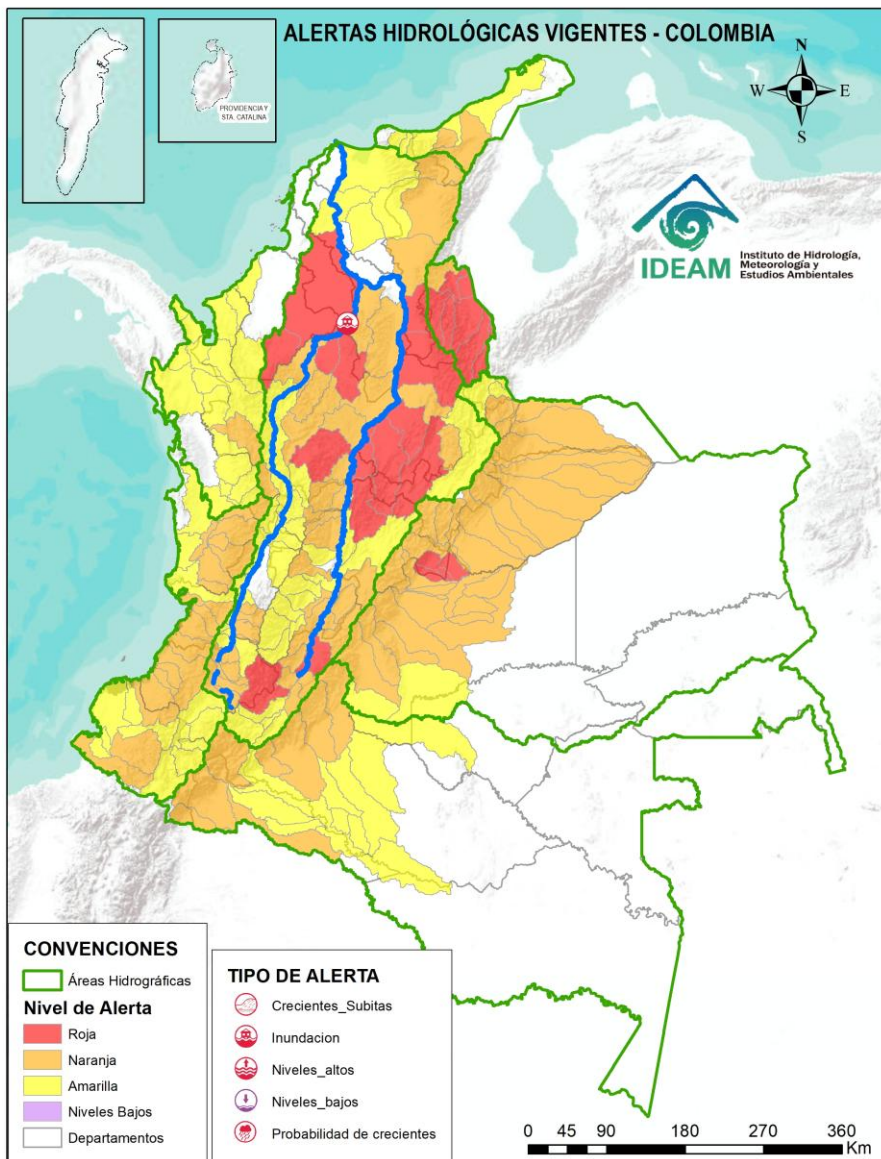 ALERTAS HIDROLÓGICAS VIGENTES - COLOMBIA
PROVIDENCIA Y
STA. CATALINA
N
W
E
S
IDEAM
Instituto de Hidrología,
Meteorología y
Estudios Ambientales
CONVENCIONES
Áreas Hidrográficas
Nivel de Alerta
Roja
Naranja
Amarilla
Niveles Bajos
Departamentos
TIPO DE ALERTA
Crecientes_Subitas
Inundacion
Niveles_altos
Niveles_bajos
Probabilidad de crecientes
0 45 90 180 270 360
Km